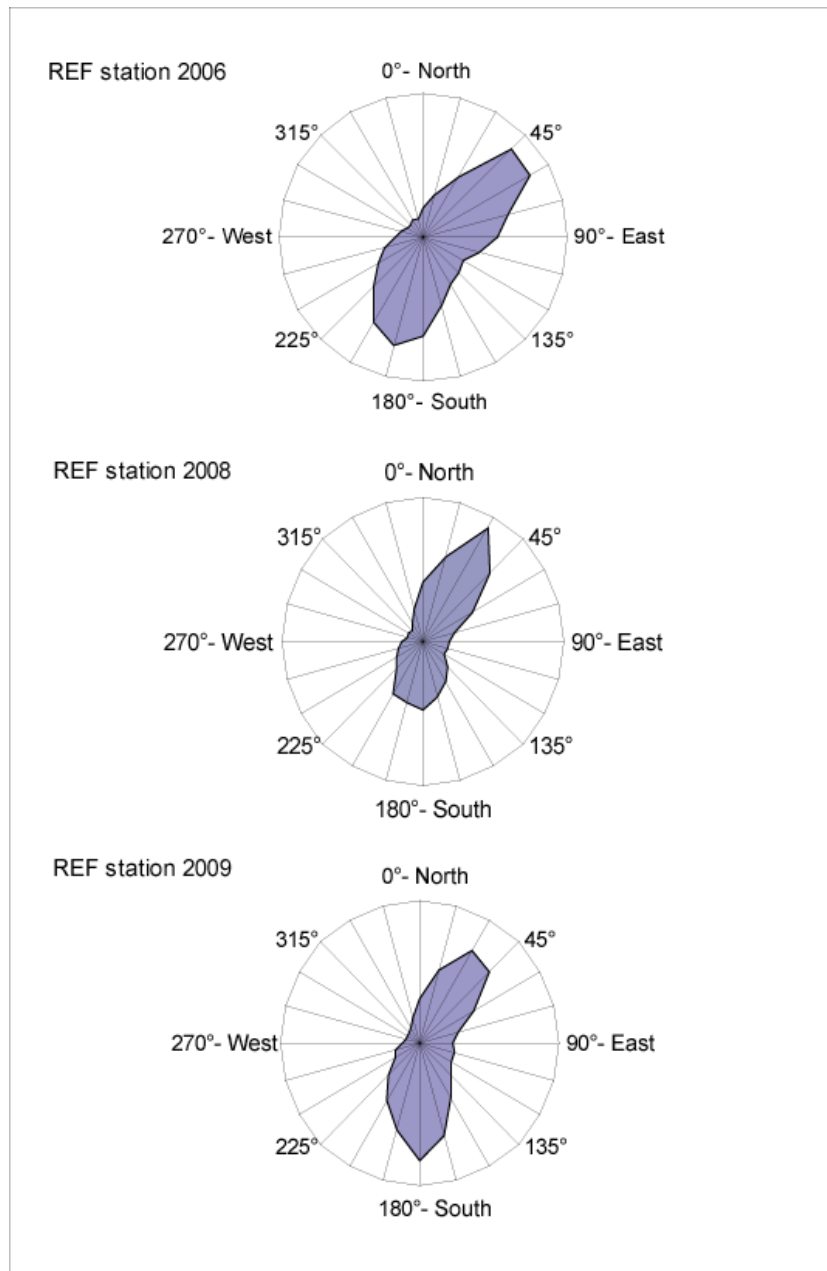 REF station 2006
0°- North
315°
45°
270°- West
90°- East
225°
135°
180°- South
REF station 2008
0°- North
315°
45°
270°- West
90°- East
225°
135°
180°- South
REF station 2009
0°- North
315°
45°
270°- West
90°- East
225°
135°
180°- South